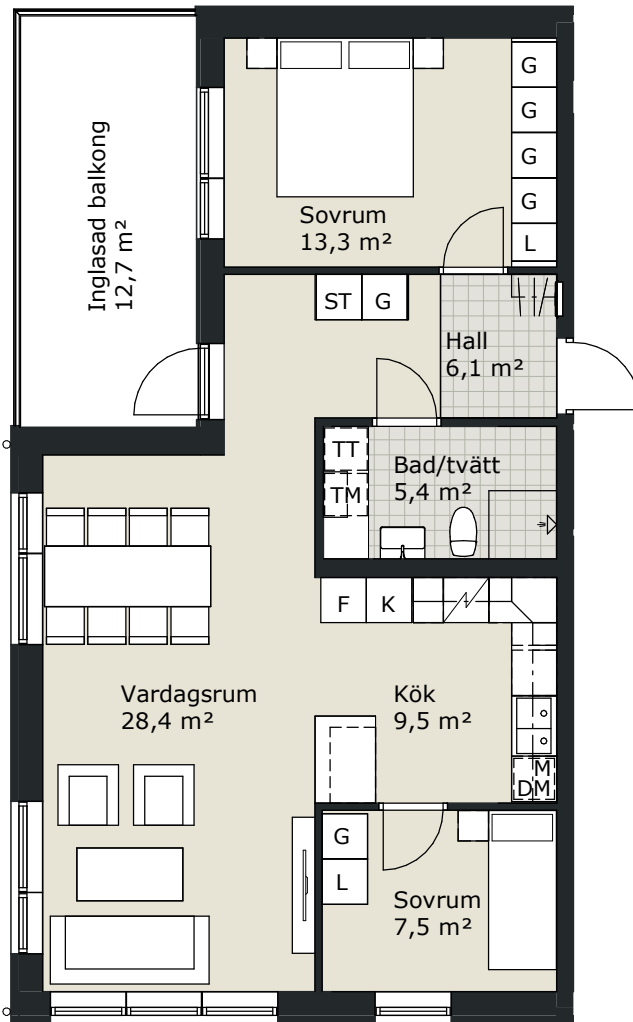 Inglasad balkong
12,7 m²
G
G
G
G
L
Sovrum
13,3 m²
ST
G
Hall
6,1 m²
TT
TM
Bad/tvätt
5,4 m²
F
K
Vardagsrum
28,4 m²
Kök
9,5 m²
M
DM
G
L
Sovrum
7,5 m²